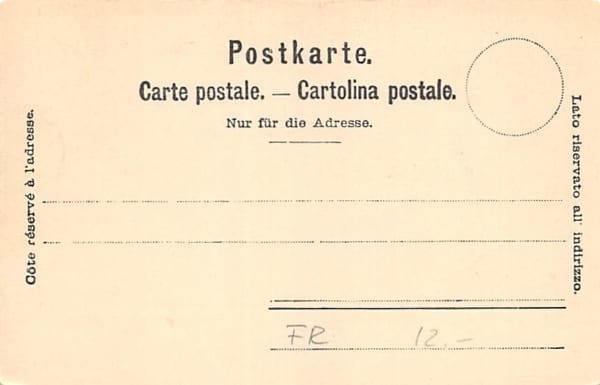 Postkarte.
Carte postale. — Cartolina postale.
Nur für die Adresse.
Côte réservé à l'adresse.
Lato riservato all' indirizzo.
FR 12.-